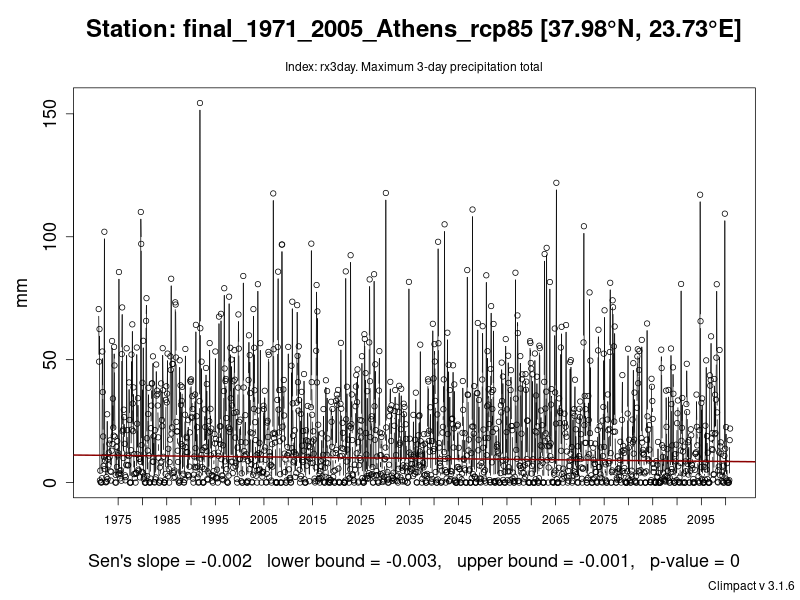 Station: final_1971_2005_Athens_rcp85 [37.98°N, 23.73°E]
Index: rx3day. Maximum 3-day precipitation total
150
100
50
0
mm
1975 1985 1995 2005 2015 2025 2035 2045 2055 2065 2075 2085 2095
Sen's slope = -0.002 lower bound = -0.003, upper bound = -0.001, p-value = 0
Climpact v 3.1.6